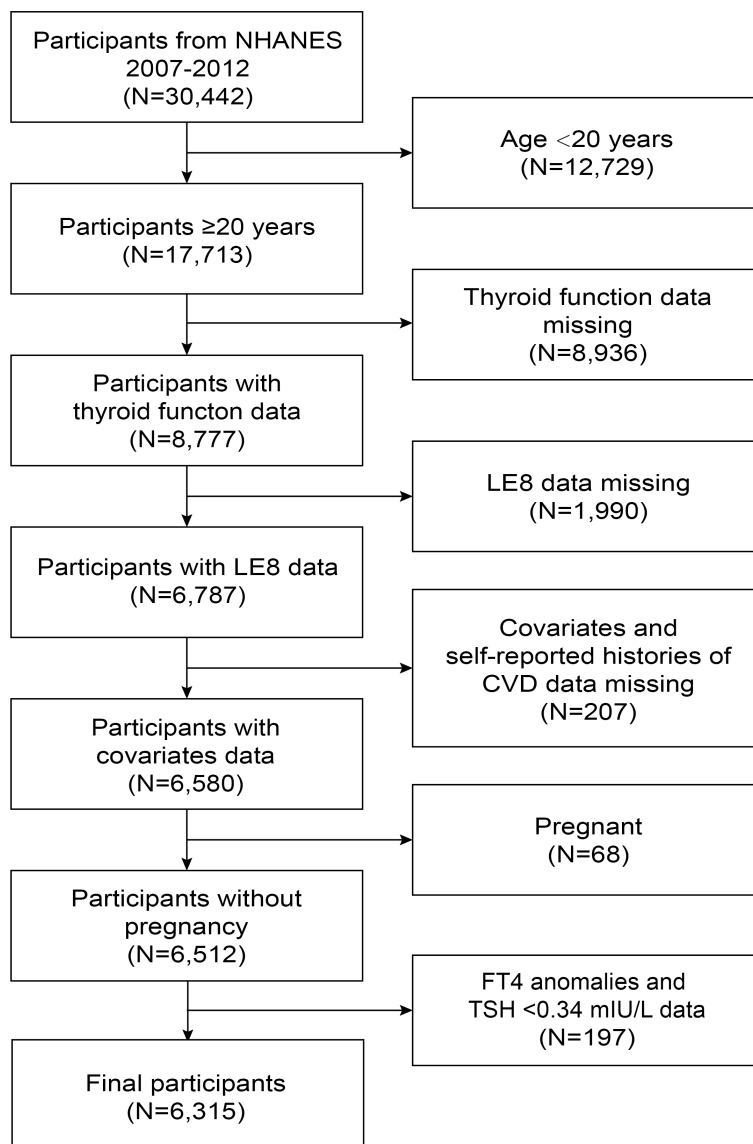 Participants from NHANES
2007-2012
(N=30,442)
Age <20 years
(N=12,729)
Participants ≥20 years
(N=17,713)
Thyroid function data
missing
(N=8,936)
Participants with
thyroid functon data
(N=8,777)
LE8 data missing
(N=1,990)
Participants with LE8 data
(N=6,787)
Covariates and
self-reported histories of
CVD data missing
(N=207)
Participants with
covariates data
(N=6,580)
Pregnant
(N=68)
Participants without
pregnancy
(N=6,512)
FT4 anomalies and
TSH <0.34 mIU/L data
(N=197)
Final participants
(N=6,315)